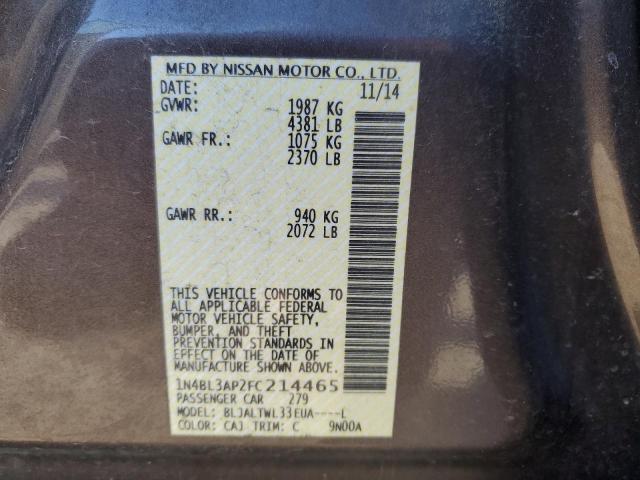 MFD BY NISSAN MOTOR CO., LTD.
DATE: 11/14
GVWR: 1987 KG
4381 LB
GAWR FR.: 1075 KG
2370 LB
GAWR RR.: 940 KG
2072 LB
THIS VEHICLE CONFORMS TO
ALL APPLICABLE FEDERAL
MOTOR VEHICLE SAFETY,
BUMPER, AND THEFT
PREVENTION STANDARDS IN
EFFECT ON THE DATE OF
MANUFACTURE SHOWN ABOVE.
1N4BL3AP2FC214465
PASSENGER CAR 279
MODEL: BLJALTWL33EUA----L
COLOR: CAJ TRIM: C 9N00A